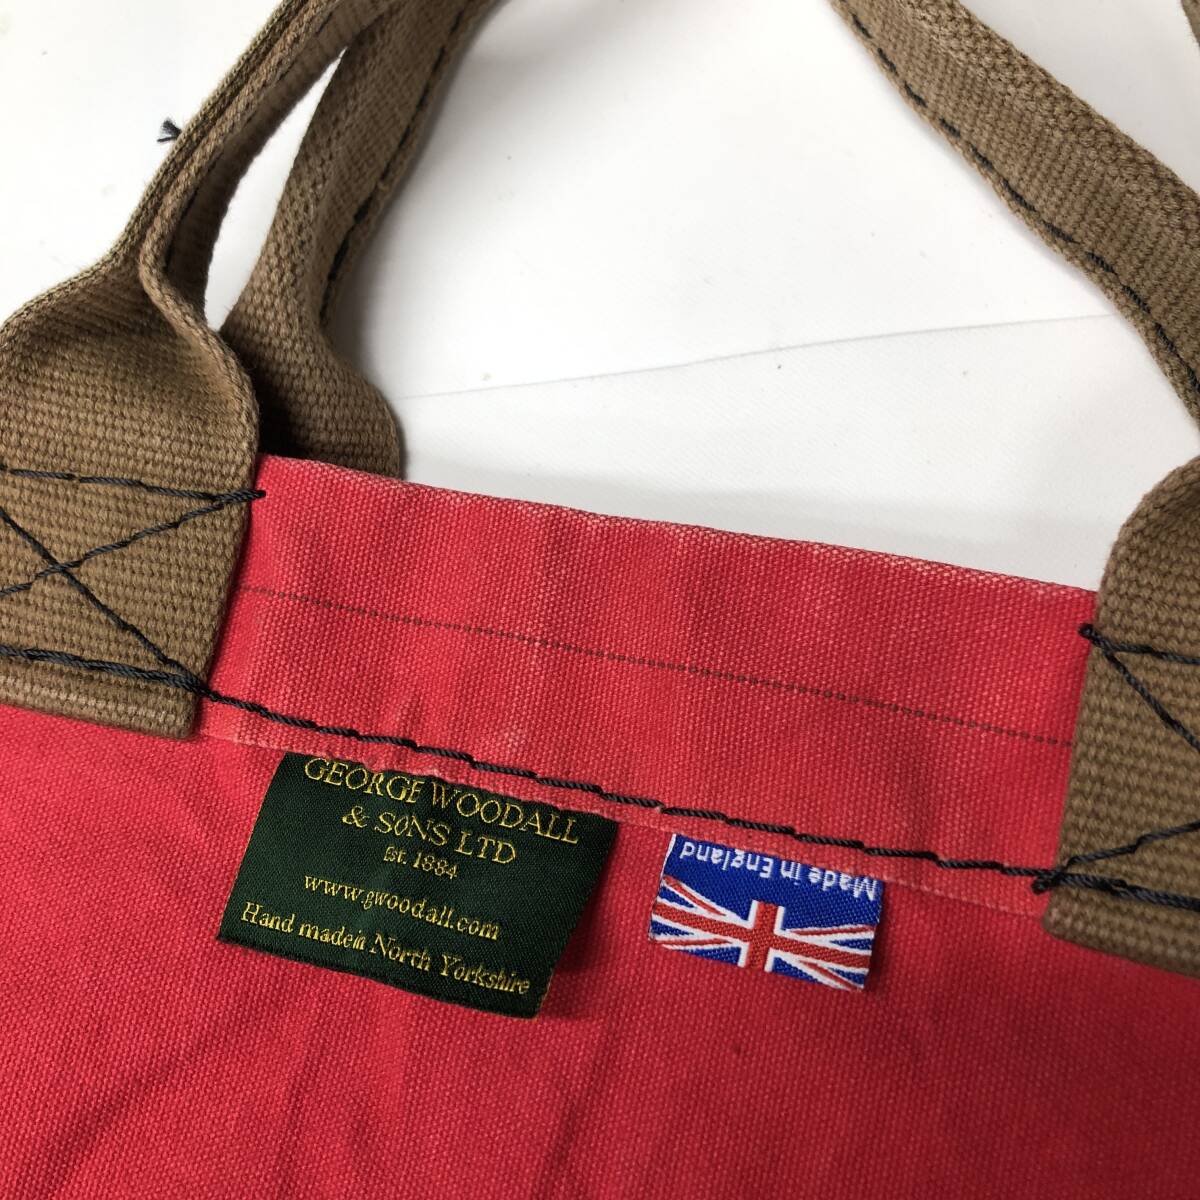 GEORGE WOODALL
& SONS LTD
Est. 1884
www.gwoodall.com
Hand made in North Yorkshire
Made in England